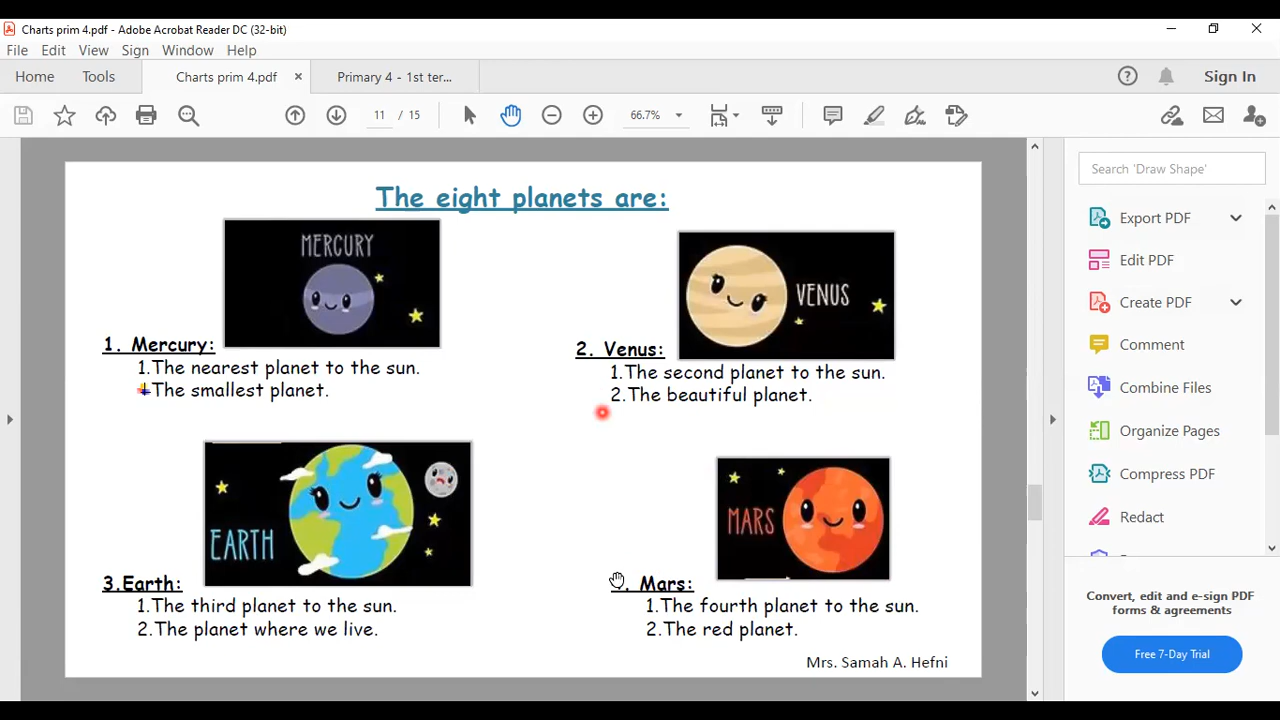 Charts prim 4.pdf - Adobe Acrobat Reader DC (32-bit)
File Edit View Sign Window Help
Home Tools Charts prim 4.pdf × Primary 4 - 1st ter... Sign In
11 / 15 66.7%
The eight planets are:
MERCURY
VENUS
1. Mercury:
1.The nearest planet to the sun.
The smallest planet.
2. Venus:
1.The second planet to the sun.
2.The beautiful planet.
EARTH
MARS
3.Earth:
1.The third planet to the sun.
2.The planet where we live.
. Mars:
1.The fourth planet to the sun.
2.The red planet.
Mrs. Samah A. Hefni
Search 'Draw Shape'
Export PDF
Edit PDF
Create PDF
Comment
Combine Files
Organize Pages
Compress PDF
Redact
Convert, edit and e-sign PDF
forms & agreements
Free 7-Day Trial